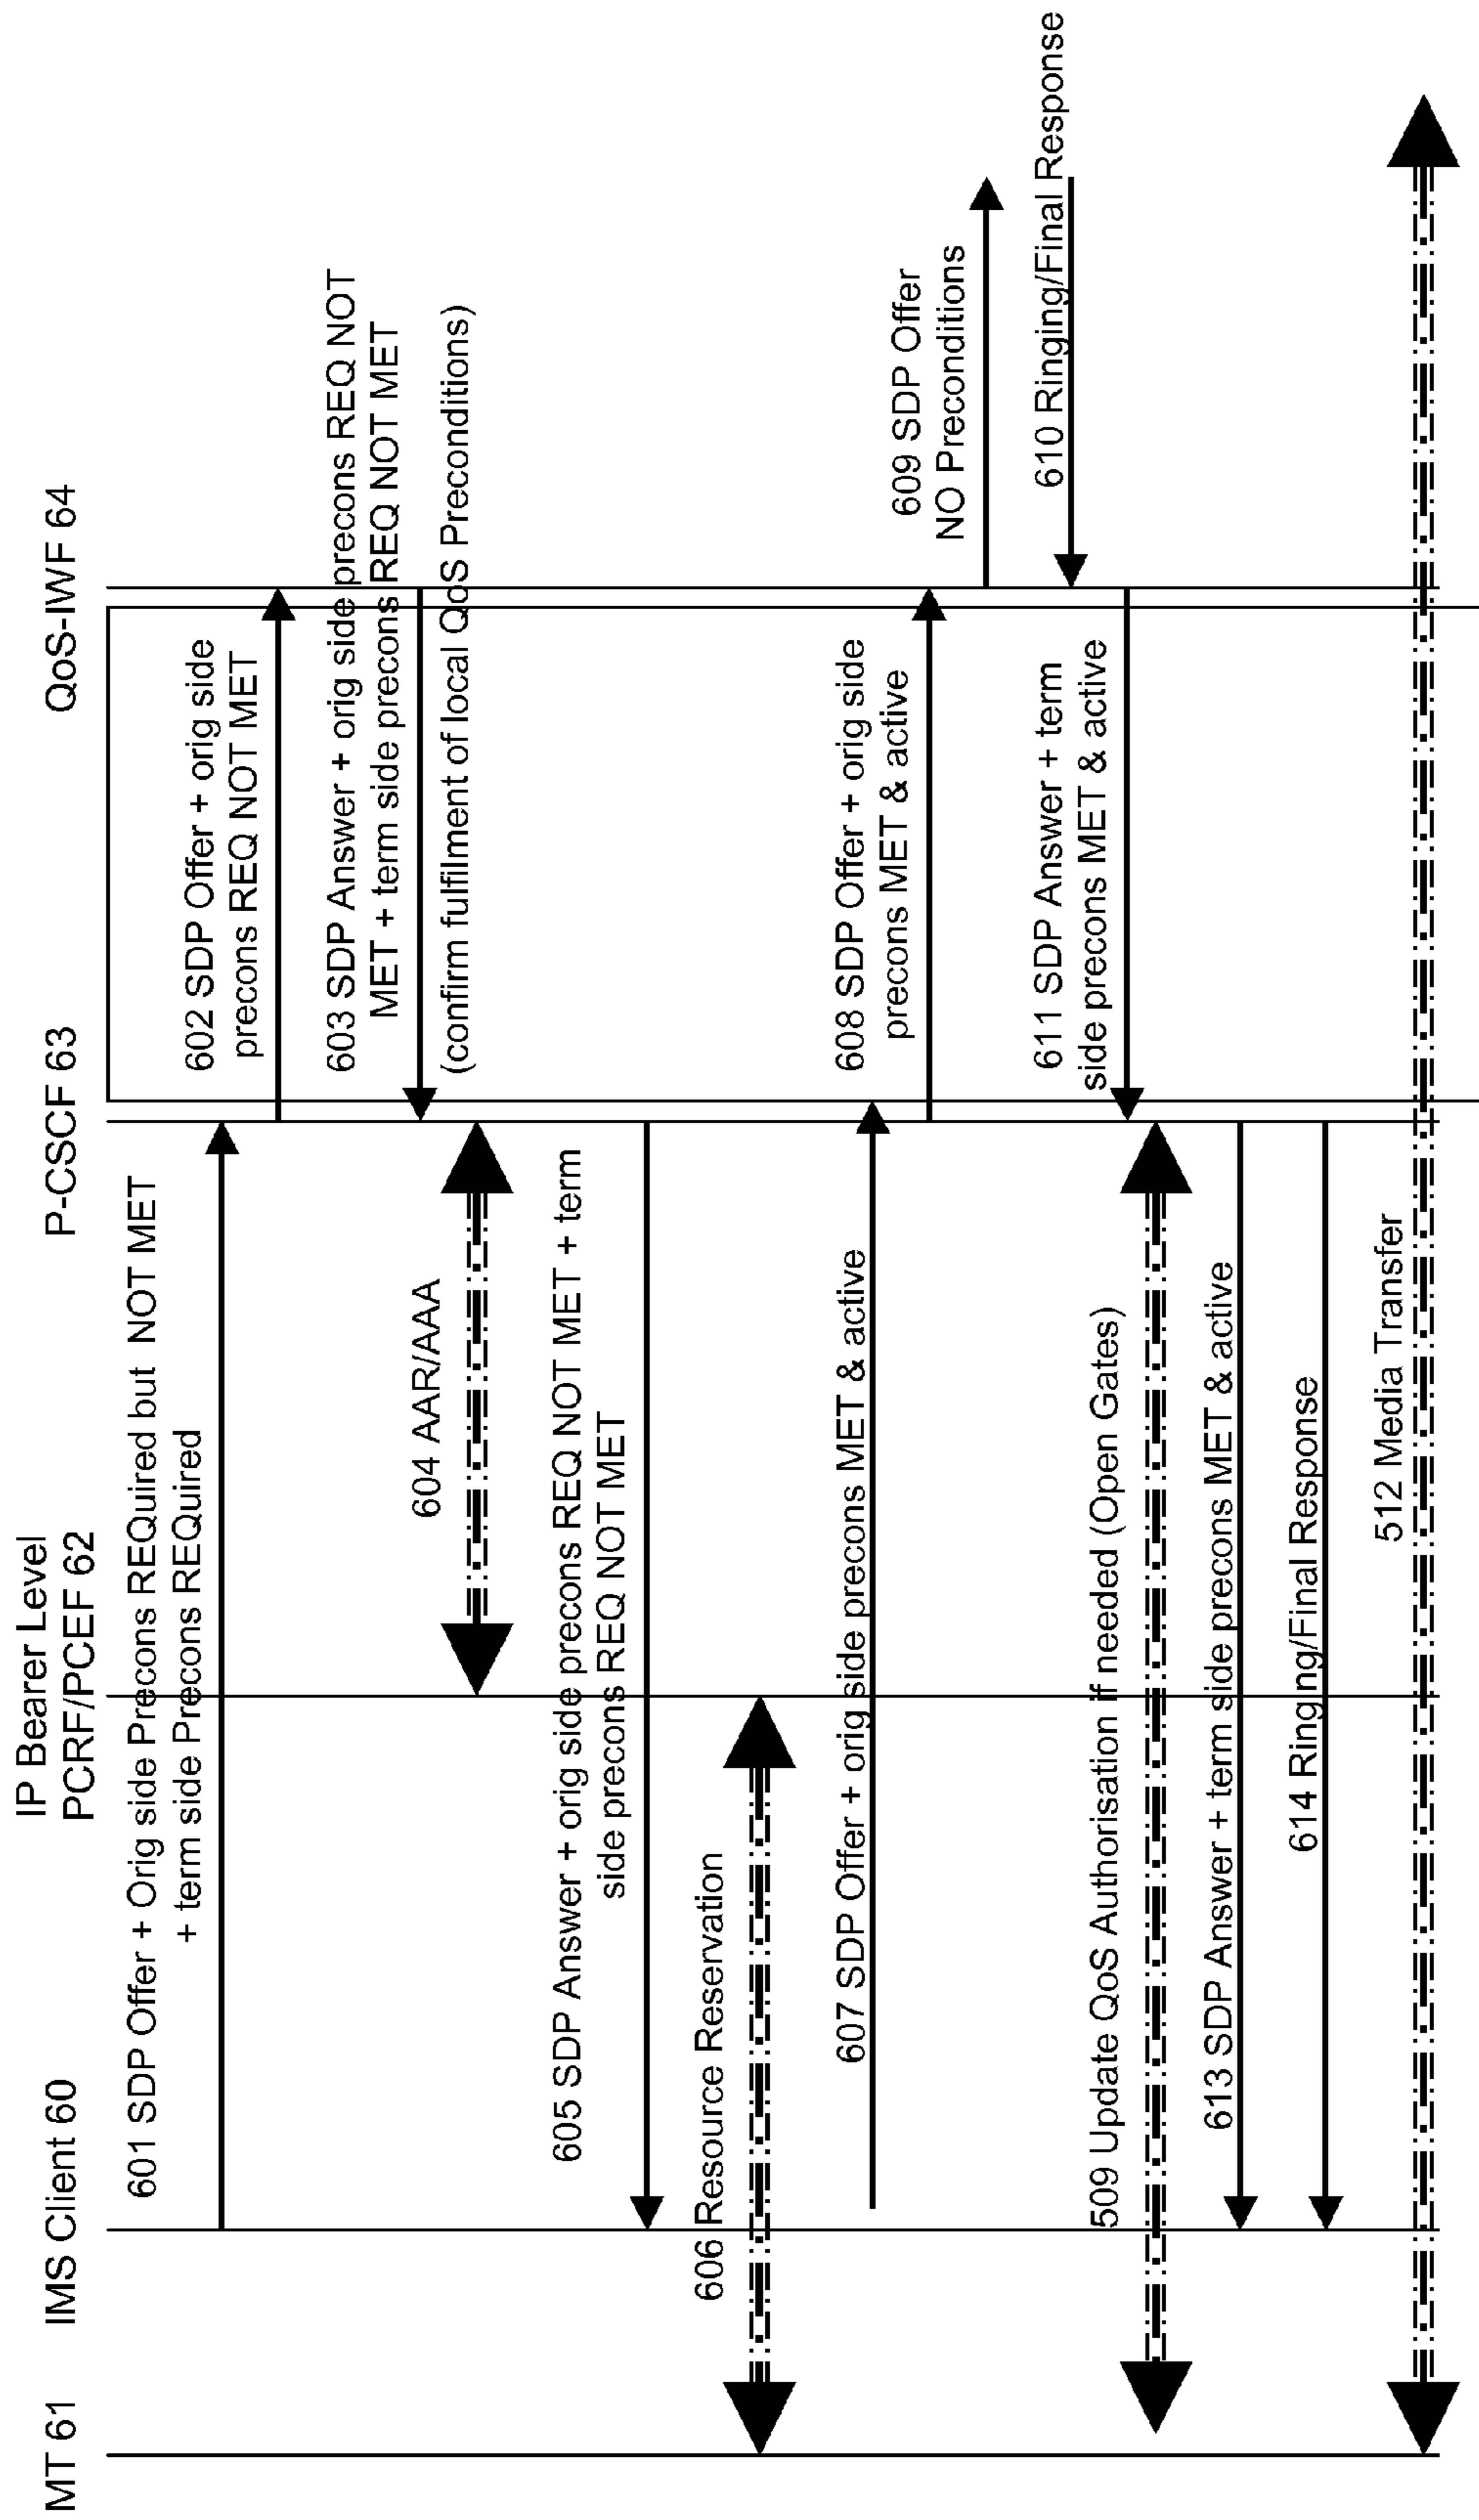 MT 61
IMS Client 60
IP Bearer Level
PCRF/PCEF 62
P-CSCF 63
QoS-IWF 64
601 SDP Offer + Orig side Precons REQuired but NOT MET
+ term side Precons REQuired
602 SDP Offer + orig side
precons REQ NOT MET
603 SDP Answer + orig side precons REQ NOT
MET + term side precons REQ NOT MET
(confirm fulfilment of local QoS Preconditions)
604 AAR/AAA
605 SDP Answer + orig side precons REQ NOT MET + term
side precons REQ NOT MET
606 Resource Reservation
607 SDP Offer + orig side precons MET & active
608 SDP Offer + orig side
precons MET & active
609 SDP Offer
NO Preconditions
610 Ringing/Final Response
611 SDP Answer + term
side precons MET & active
509 Update QoS Authorisation if needed (Open Gates)
613 SDP Answer + term side precons MET & active
614 Ringing/Final Response
512 Media Transfer